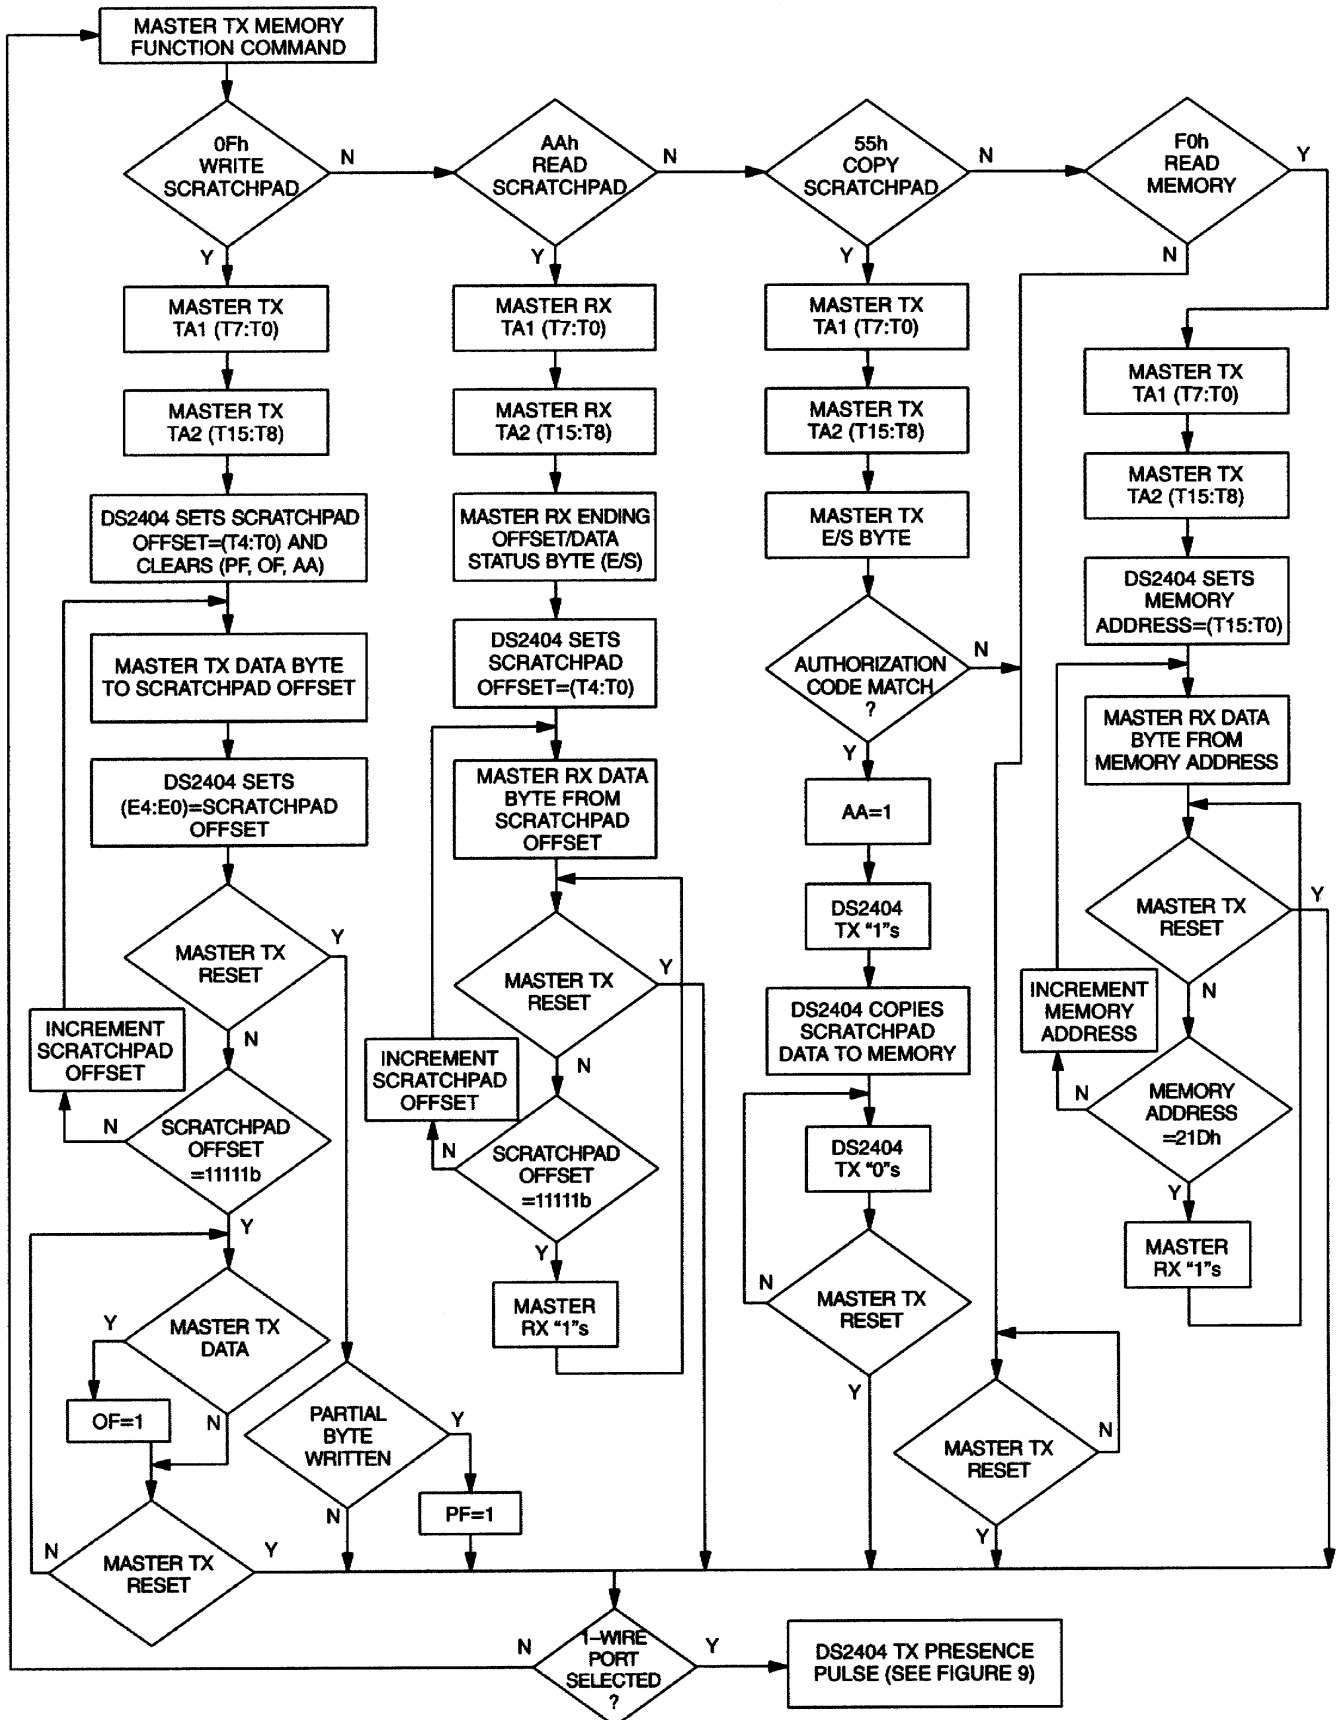 MASTER TX MEMORY
FUNCTION COMMAND
0Fh
WRITE
SCRATCHPAD
N
Y
AAh
READ
SCRATCHPAD
N
Y
55h
COPY
SCRATCHPAD
N
Y
F0h
READ
MEMORY
Y
N
MASTER TX
TA1 (T7:T0)
MASTER TX
TA2 (T15:T8)
DS2404 SETS SCRATCHPAD
OFFSET=(T4:T0) AND
CLEARS (PF, OF, AA)
MASTER TX DATA BYTE
TO SCRATCHPAD OFFSET
DS2404 SETS
(E4:E0)=SCRATCHPAD
OFFSET
MASTER TX
RESET
Y
N
INCREMENT
SCRATCHPAD
OFFSET
SCRATCHPAD
OFFSET
=11111b
N
Y
MASTER TX
DATA
Y
N
OF=1
MASTER TX
RESET
N
Y
PARTIAL
BYTE
WRITTEN
Y
N
PF=1
MASTER RX
TA1 (T7:T0)
MASTER RX
TA2 (T15:T8)
MASTER RX ENDING
OFFSET/DATA
STATUS BYTE (E/S)
DS2404 SETS
SCRATCHPAD
OFFSET=(T4:T0)
MASTER RX DATA
BYTE FROM
SCRATCHPAD
OFFSET
MASTER TX
RESET
Y
N
INCREMENT
SCRATCHPAD
OFFSET
SCRATCHPAD
OFFSET
=11111b
N
Y
MASTER
RX "1"s
MASTER TX
TA1 (T7:T0)
MASTER TX
TA2 (T15:T8)
MASTER TX
E/S BYTE
AUTHORIZATION
CODE MATCH
?
N
Y
AA=1
DS2404
TX "1"s
DS2404 COPIES
SCRATCHPAD
DATA TO MEMORY
DS2404
TX "0"s
MASTER TX
RESET
N
Y
MASTER TX
RESET
N
Y
MASTER TX
TA1 (T7:T0)
MASTER TX
TA2 (T15:T8)
DS2404 SETS
MEMORY
ADDRESS=(T15:T0)
MASTER RX DATA
BYTE FROM
MEMORY ADDRESS
MASTER TX
RESET
Y
N
INCREMENT
MEMORY
ADDRESS
MEMORY
ADDRESS
=21Dh
N
Y
MASTER
RX "1"s
1–WIRE
PORT
SELECTED
?
N
Y
DS2404 TX PRESENCE
PULSE (SEE FIGURE 9)